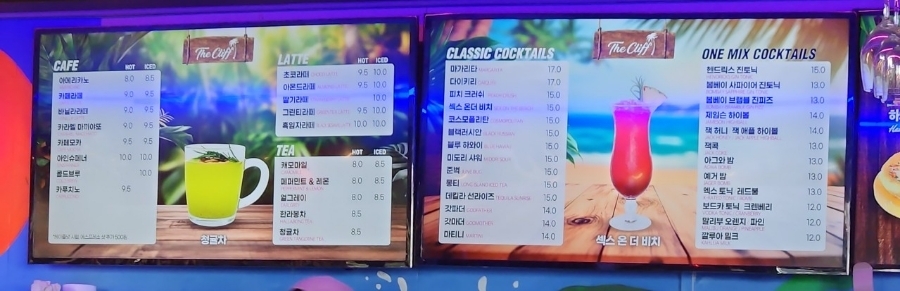 The Cliff
CAFE
HOT ICED
아메리카노 8.0 8.5
카페라떼 9.0 9.5
바닐라라떼 9.0 9.5
카라멜 마끼아또 9.0 9.5
카페모카 9.0 9.5
아인슈페너 10.0 10.0
콜드브루 10.0
카푸치노 9.5
LATTE
HOT ICED
초코라떼 9.5 10.0
아몬드라떼 9.5 10.0
딸기라떼 10.0
그린티라떼 9.5 10.0
흑임자라떼 10.0 10.0
TEA
HOT ICED
캐모마일 8.0 8.5
페퍼민트 & 레몬 8.0 8.5
얼그레이 8.0 8.5
한라봉차 8.5
청귤차 8.5
청귤차
The Cliff
CLASSIC COCKTAILS
마가리타 17.0
다이키리 17.0
피치 크러쉬 15.0
섹스 온 더 비치 15.0
코스모폴리탄 15.0
블랙러시안 15.0
블루 하와이 15.0
미도리 샤워 15.0
준벅 15.0
롱티 15.0
데킬라 선라이즈 15.0
갓파더 14.0
갓마더 14.0
마티니 14.0
섹스 온 더 비치
ONE MIX COCKTAILS
헨드릭스 진토닉 15.0
봄베이 사파이어 진토닉 13.0
봄베이 브램블 진피즈 13.0
제임슨 하이볼 14.0
잭 허니 잭 애플 하이볼 14.0
잭콕 13.0
아그와 밤 13.0
예거 밤 13.0
엑스 토닉 레드불 13.0
보드카 토닉 크랜베리 12.0
말리부 오렌지 파인 12.0
깔루아 밀크 12.0